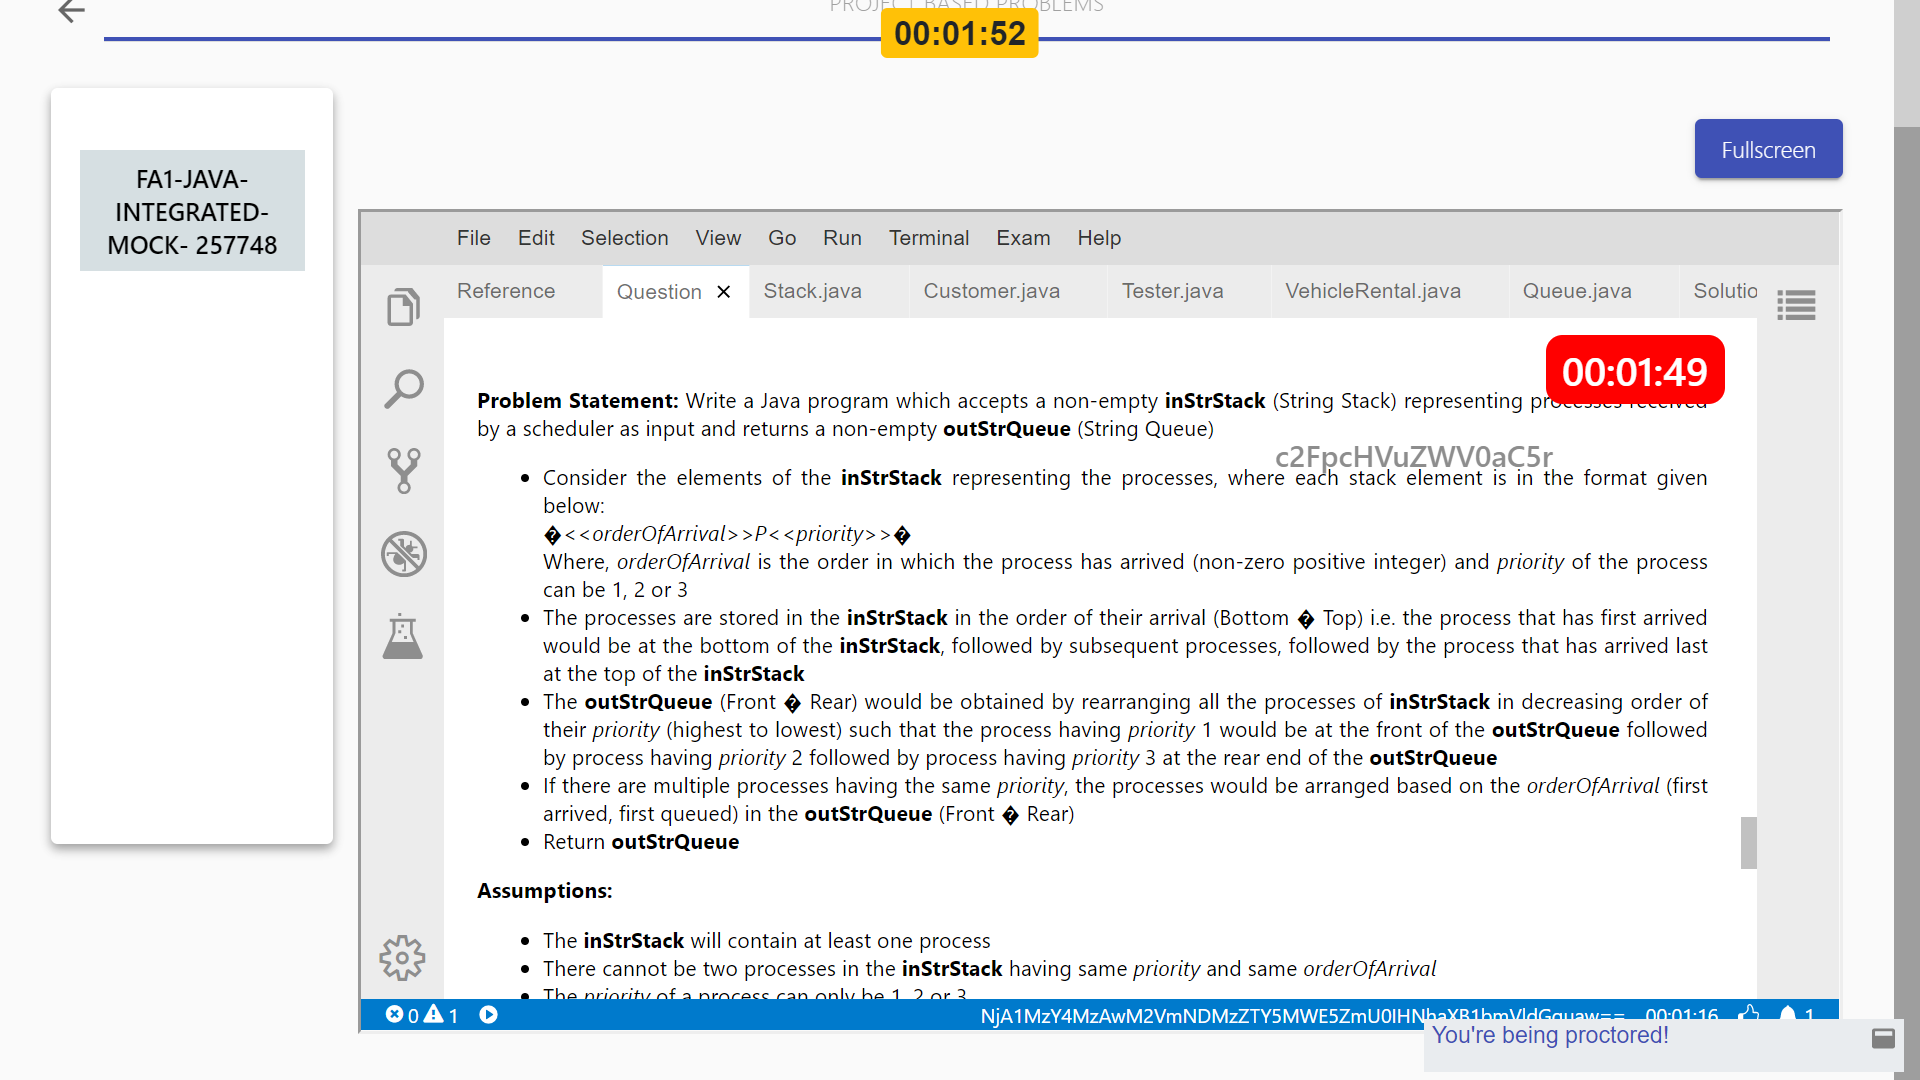 PROJECT BASED PROBLEMS
00:01:52
FA1-JAVA-
INTEGRATED-
MOCK- 257748
Fullscreen
File Edit Selection View Go Run Terminal Exam Help
Reference Question × Stack.java Customer.java Tester.java VehicleRental.java Queue.java Solutio
00:01:49
Problem Statement: Write a Java program which accepts a non-empty inStrStack (String Stack) representing processes received
by a scheduler as input and returns a non-empty outStrQueue (String Queue)
c2FpcHVuZWV0aC5r
• Consider the elements of the inStrStack representing the processes, where each stack element is in the format given
below:
�<<orderOfArrival>>P<<priority>>�
Where, orderOfArrival is the order in which the process has arrived (non-zero positive integer) and priority of the process
can be 1, 2 or 3
• The processes are stored in the inStrStack in the order of their arrival (Bottom � Top) i.e. the process that has first arrived
would be at the bottom of the inStrStack, followed by subsequent processes, followed by the process that has arrived last
at the top of the inStrStack
• The outStrQueue (Front � Rear) would be obtained by rearranging all the processes of inStrStack in decreasing order of
their priority (highest to lowest) such that the process having priority 1 would be at the front of the outStrQueue followed
by process having priority 2 followed by process having priority 3 at the rear end of the outStrQueue
• If there are multiple processes having the same priority, the processes would be arranged based on the orderOfArrival (first
arrived, first queued) in the outStrQueue (Front � Rear)
• Return outStrQueue
Assumptions:
• The inStrStack will contain at least one process
• There cannot be two processes in the inStrStack having same priority and same orderOfArrival
• The priority of a process can only be 1, 2 or 3
0 1 00:01:16 1
You're being proctored!